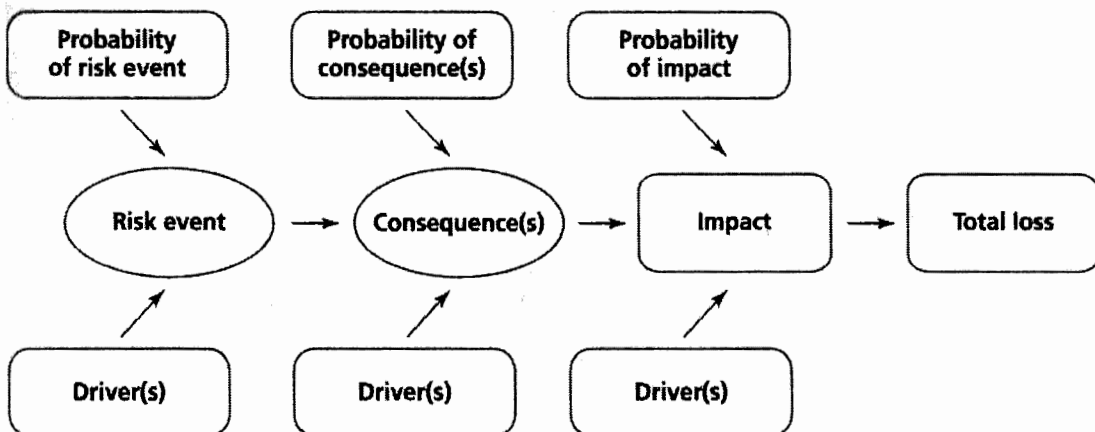 Probability
of risk event
Probability of
consequence(s)
Probability
of impact
Risk event
Consequence(s)
Impact
Total loss
Driver(s)
Driver(s)
Driver(s)